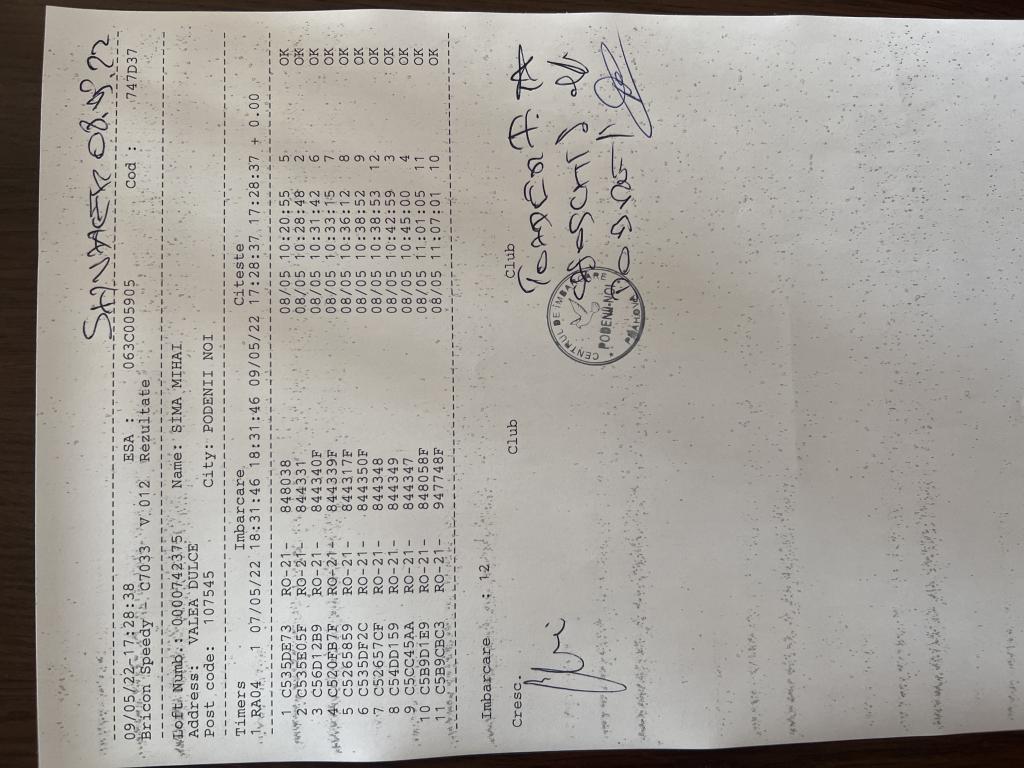 09/05/22 17:28:38 ESA : 063C005905 Cod : 747D37
Bricon Speedy - C7033 V.012 Rezultate
Loft Numb.: 0000742375 Name: SIMA MIHAI
Address: VALEA DULCE
Post code: 107545 City: PODENII NOI
Timers Imbarcare Citeste
1 RA04 1 07/05/22 18:31:46 18:31:46 09/05/22 17:28:37 17:28:37 + 0.00
1 C535DE73 RO-21- 848038 08/05 10:20:55 5 OK
2 C535E05F RO-21- 844331 08/05 10:28:48 2 OK
3 C56D12B9 RO-21- 844340F 08/05 10:31:42 6 OK
4 C520FB7F RO-21- 844339F 08/05 10:33:15 7 OK
5 C5265859 RO-21- 844317F 08/05 10:36:12 8 OK
6 C535DF2C RO-21- 844350F 08/05 10:38:52 9 OK
7 C52657CF RO-21- 844348 08/05 10:38:53 12 OK
8 C54DD159 RO-21- 844349 08/05 10:42:59 3 OK
9 C5CC45AA RO-21- 844347 08/05 10:45:00 4 OK
10 C5B9D1E9 RO-21- 848058F 08/05 11:01:05 11 OK
11 C5B9CBC3 RO-21- 947748F 08/05 11:07:01 10 OK
Imbarcare : 12
Cresc. Club Club
CENTRUL DE IMBARCARE
PODENII-NOI
PRAHOVA